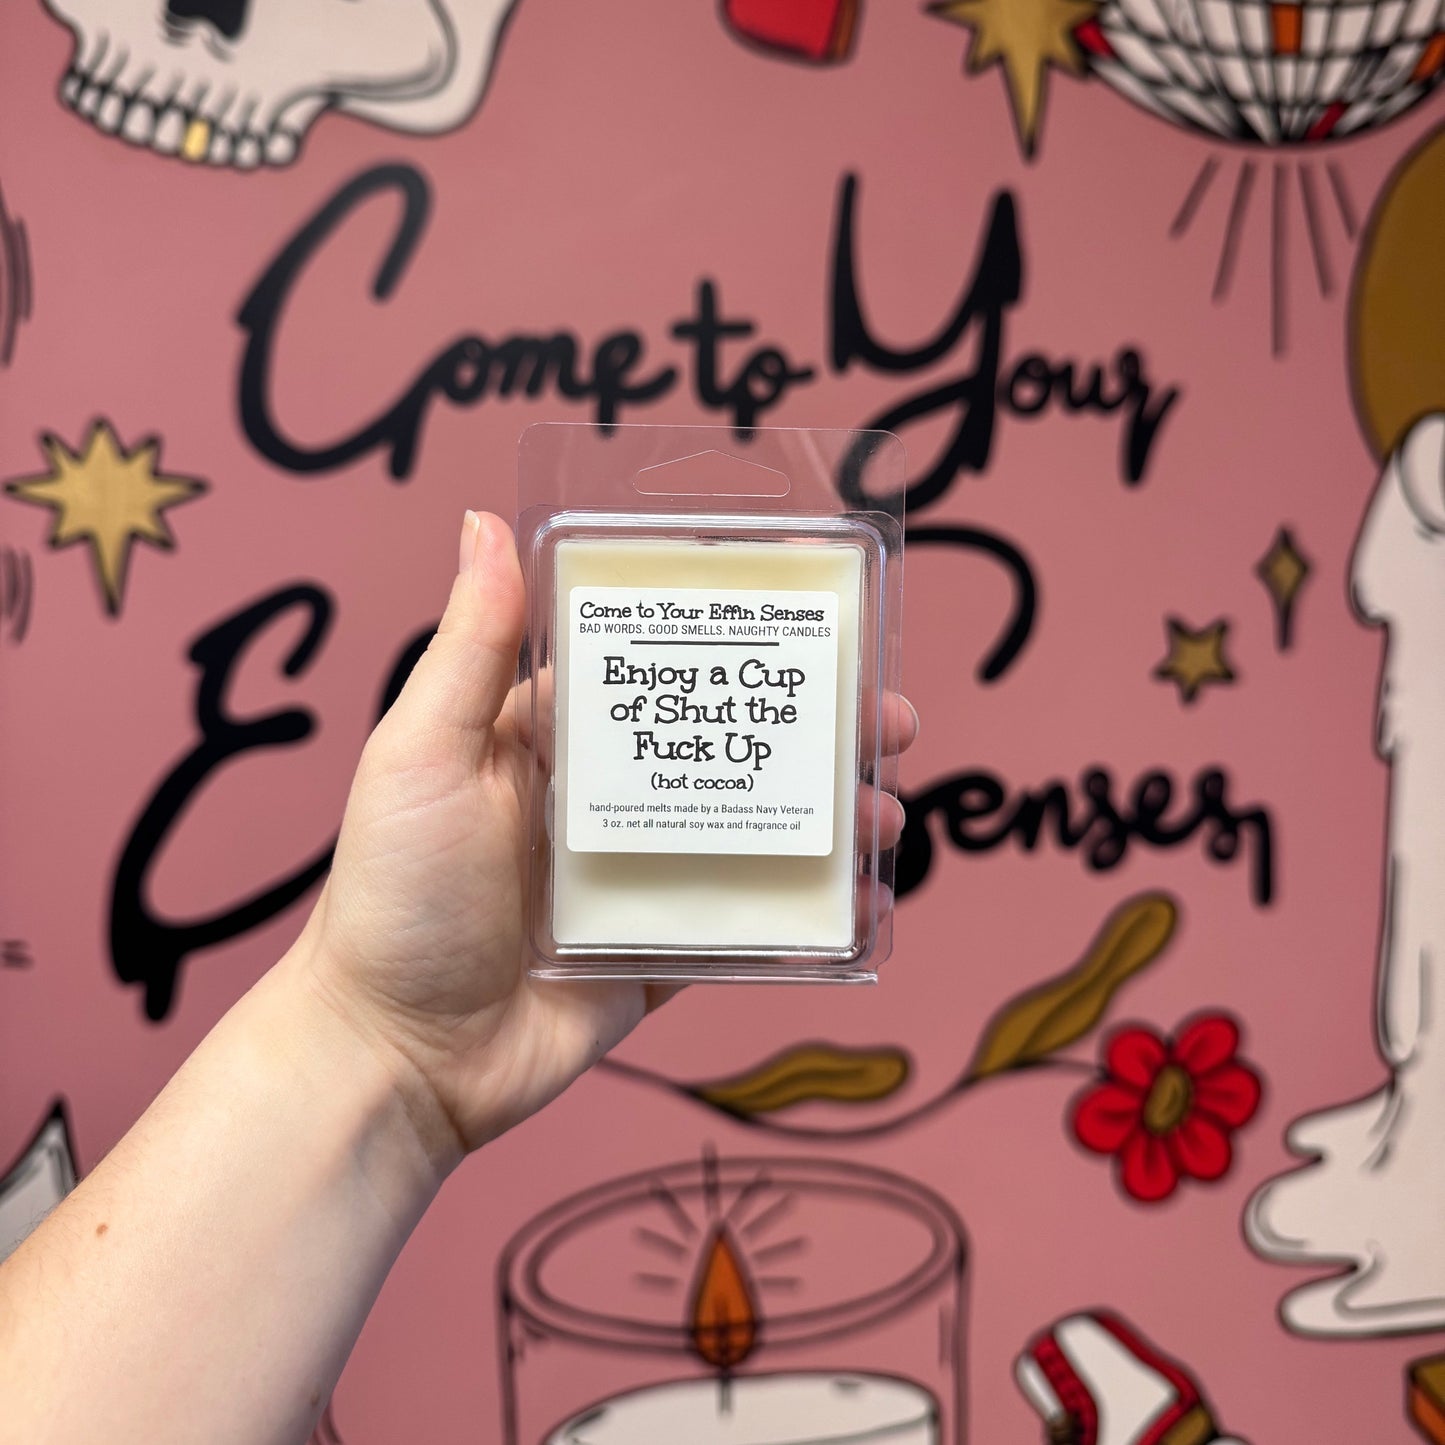 Come to Your
E Senses
Come to Your Effin Senses
BAD WORDS. GOOD SMELLS. NAUGHTY CANDLES
Enjoy a Cup
of Shut the
Fuck Up
(hot cocoa)
hand-poured melts made by a Badass Navy Veteran
3 oz. net all natural soy wax and fragrance oil